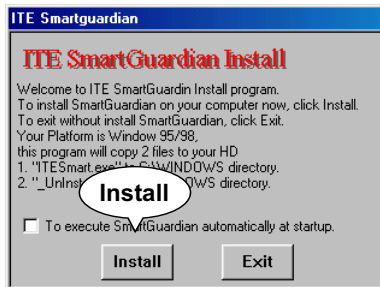 ITE Smartguardian
ITE SmartGuardian Install
Welcome to ITE SmartGuardin Install program.
To install SmartGuardian on your computer now, click Install.
To exit without install SmartGuardian, click Exit.
Your Platform is Window 95/98,
this program will copy 2 files to your HD
1. "ITESmart.exe" to C:\WINDOWS directory.
2. "_UnInst directory.
Install
To execute SmartGuardian automatically at startup.
Install Exit